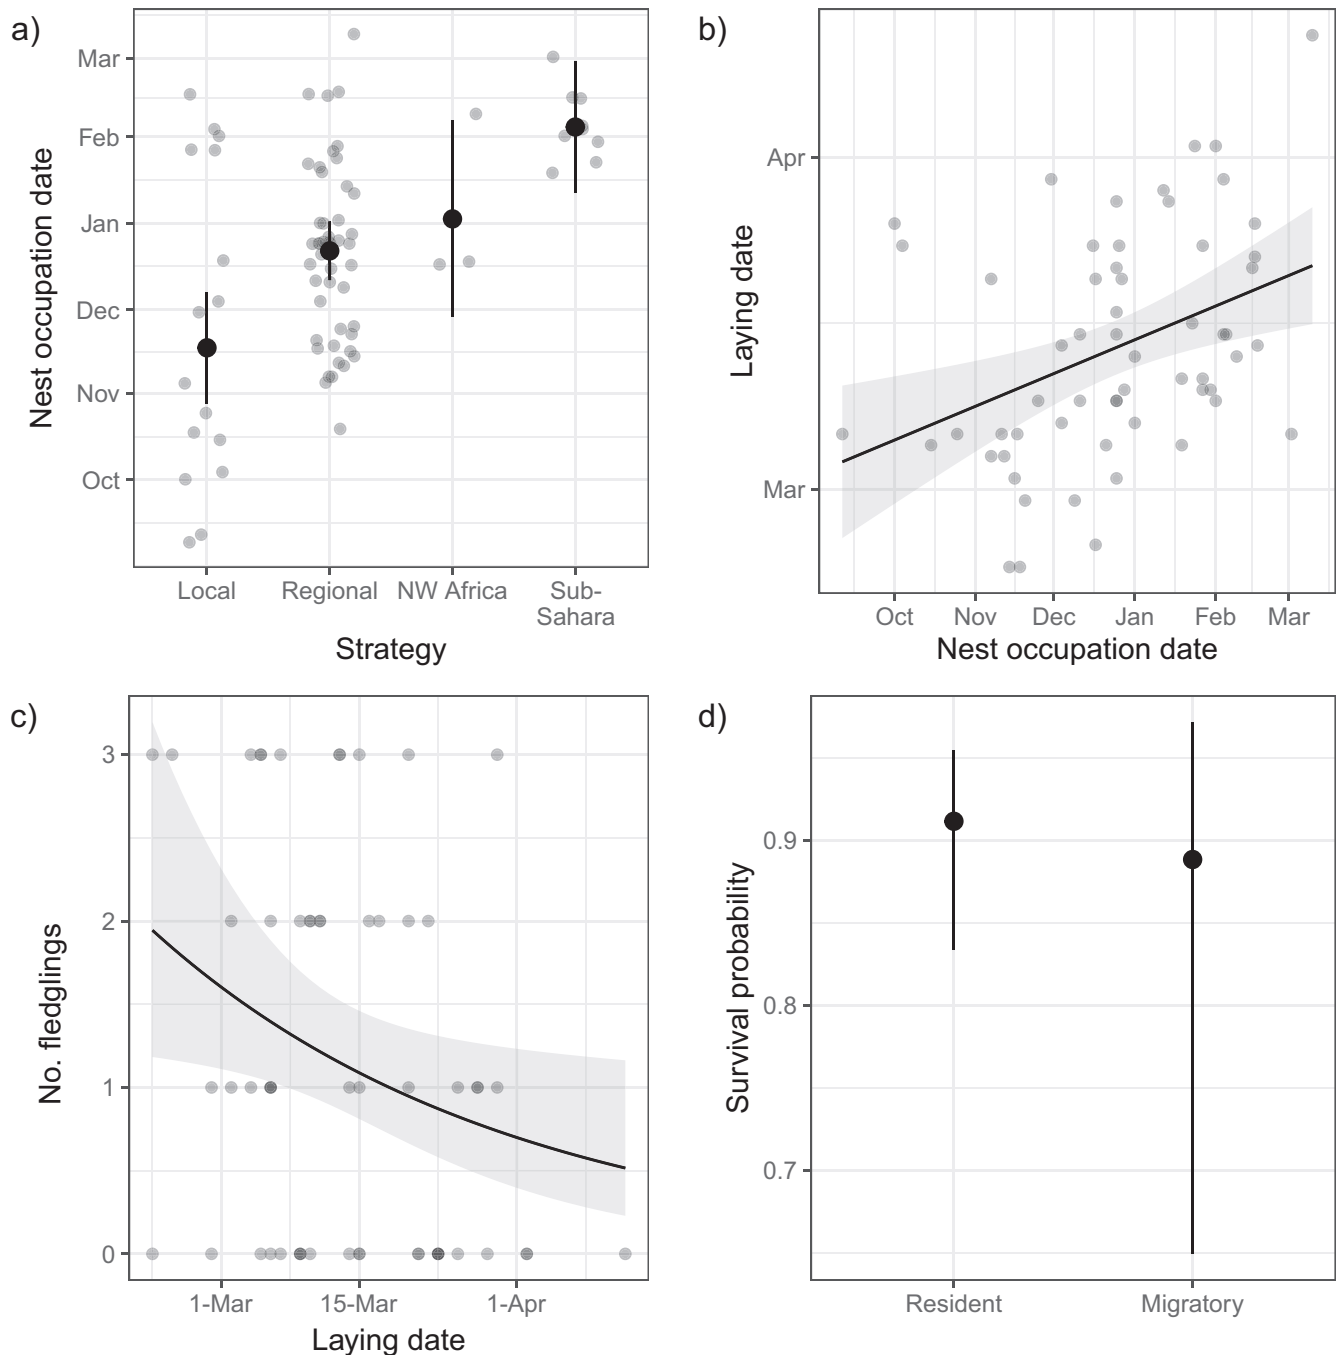 a)
Nest occupation date
Mar
Feb
Jan
Dec
Nov
Oct
Local
Regional
NW Africa
Sub-
Sahara
Strategy
b)
Laying date
Apr
Mar
Oct
Nov
Dec
Jan
Feb
Mar
Nest occupation date
c)
No. fledglings
3
2
1
0
1-Mar
15-Mar
1-Apr
Laying date
d)
Survival probability
0.9
0.8
0.7
Resident
Migratory